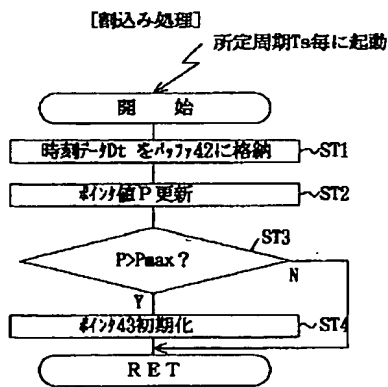 [割込み処理]
所定周期Ts毎に起動
開 始
時刻データDt をバッファ42に格納 ~ST1
ポインタ値P更新 ~ST2
P>Pmax? ST3
N
Y
ポインタ43初期化 ~ST4
RET